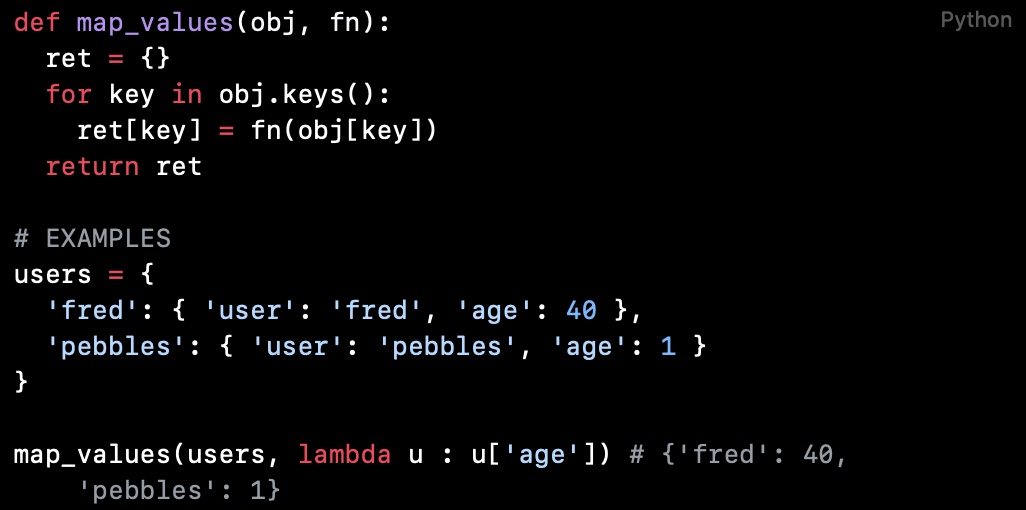 Python
def map_values(obj, fn):
  ret = {}
  for key in obj.keys():
    ret[key] = fn(obj[key])
  return ret

# EXAMPLES
users = {
  'fred': { 'user': 'fred', 'age': 40 },
  'pebbles': { 'user': 'pebbles', 'age': 1 }
}

map_values(users, lambda u : u['age']) # {'fred': 40,
    'pebbles': 1}